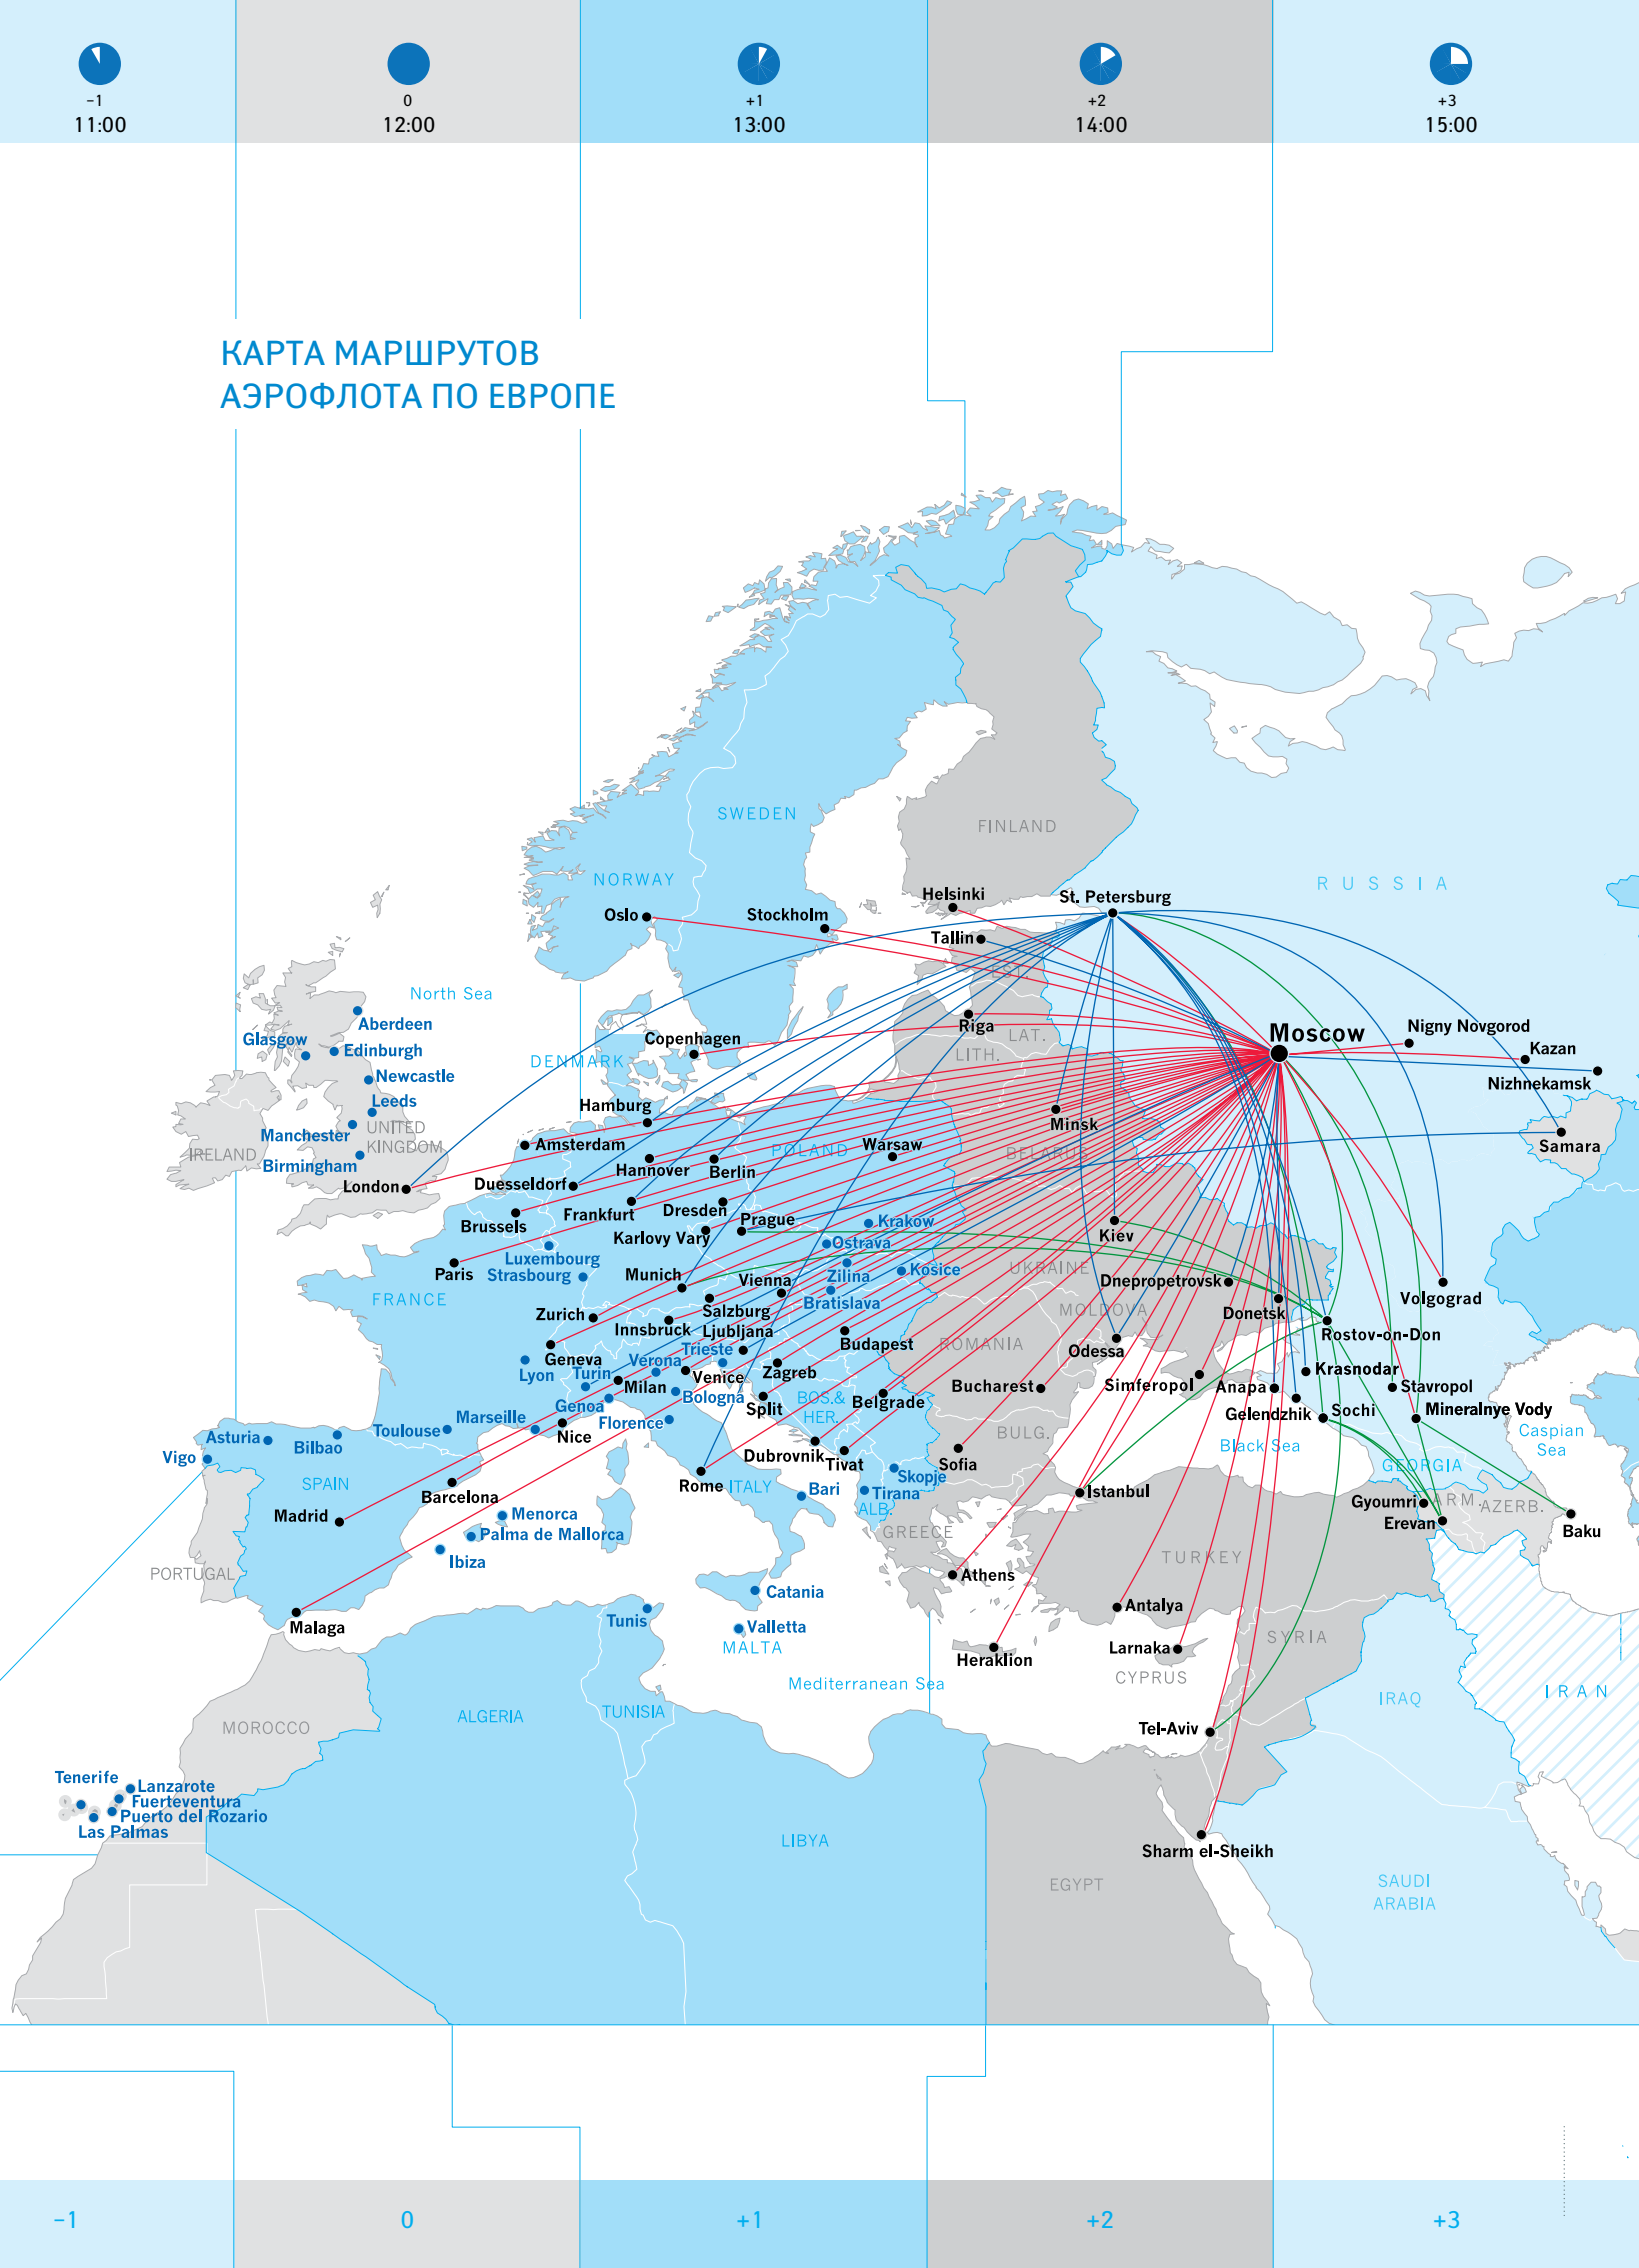 −1
0
+1
+2
+3
11:00
12:00
13:00
14:00
15:00
КАРТА МАРШРУТОВ
АЭРОФЛОТА ПО ЕВРОПЕ
SWEDEN
FINLAND
NORWAY
RUSSIA
Helsinki
St. Petersburg
Oslo
Stockholm
Tallin
EST.
North Sea
Aberdeen
Riga
LAT.
Moscow
Nigny Novgorod
Glasgow
Edinburgh
Copenhagen
DENMARK
LITH.
Kazan
Newcastle
Nizhnekamsk
Leeds
Hamburg
Minsk
Manchester
UNITED
KINGDOM
Amsterdam
POLAND
Warsaw
BELARUS
Samara
IRELAND
Birmingham
Hannover
Berlin
London
Duesseldorf
Brussels
Frankfurt
Dresden
Prague
Krakow
Karlovy Vary
Kiev
Ostrava
Luxembourg
Paris
Strasbourg
Munich
Vienna
Zilina
Kosice
UKRAINE
Dnepropetrovsk
FRANCE
Bratislava
Salzburg
MOLDOVA
Donetsk
Volgograd
Zurich
Innsbruck
Ljubljana
Budapest
ROMANIA
Odessa
Rostov-on-Don
Geneva
Verona
Trieste
Lyon
Turin
Venice
Zagreb
Krasnodar
Milan
Bologna
Bucharest
Simferopol
Anapa
Stavropol
Genoa
Split
BOS.&
HER.
Belgrade
Gelendzhik
Sochi
Mineralnye Vody
Marseille
Florence
Toulouse
Nice
Asturia
Bilbao
BULG.
Black Sea
Caspian
Sea
Vigo
Dubrovnik
Tivat
Sofia
GEORGIA
SPAIN
Rome
ITALY
Skopje
Barcelona
Bari
Tirana
Istanbul
Gyoumri
ARM.
AZERB.
Madrid
Menorca
ALB.
Erevan
Baku
Palma de Mallorca
GREECE
Ibiza
TURKEY
PORTUGAL
Athens
Catania
Antalya
Malaga
Tunis
Valletta
MALTA
SYRIA
Larnaka
Heraklion
CYPRUS
Mediterranean Sea
IRAN
IRAQ
ALGERIA
TUNISIA
MOROCCO
Tel-Aviv
Tenerife
Lanzarote
Fuerteventura
Puerto del Rozario
Las Palmas
LIBYA
Sharm el-Sheikh
EGYPT
SAUDI
ARABIA
−1
0
+1
+2
+3